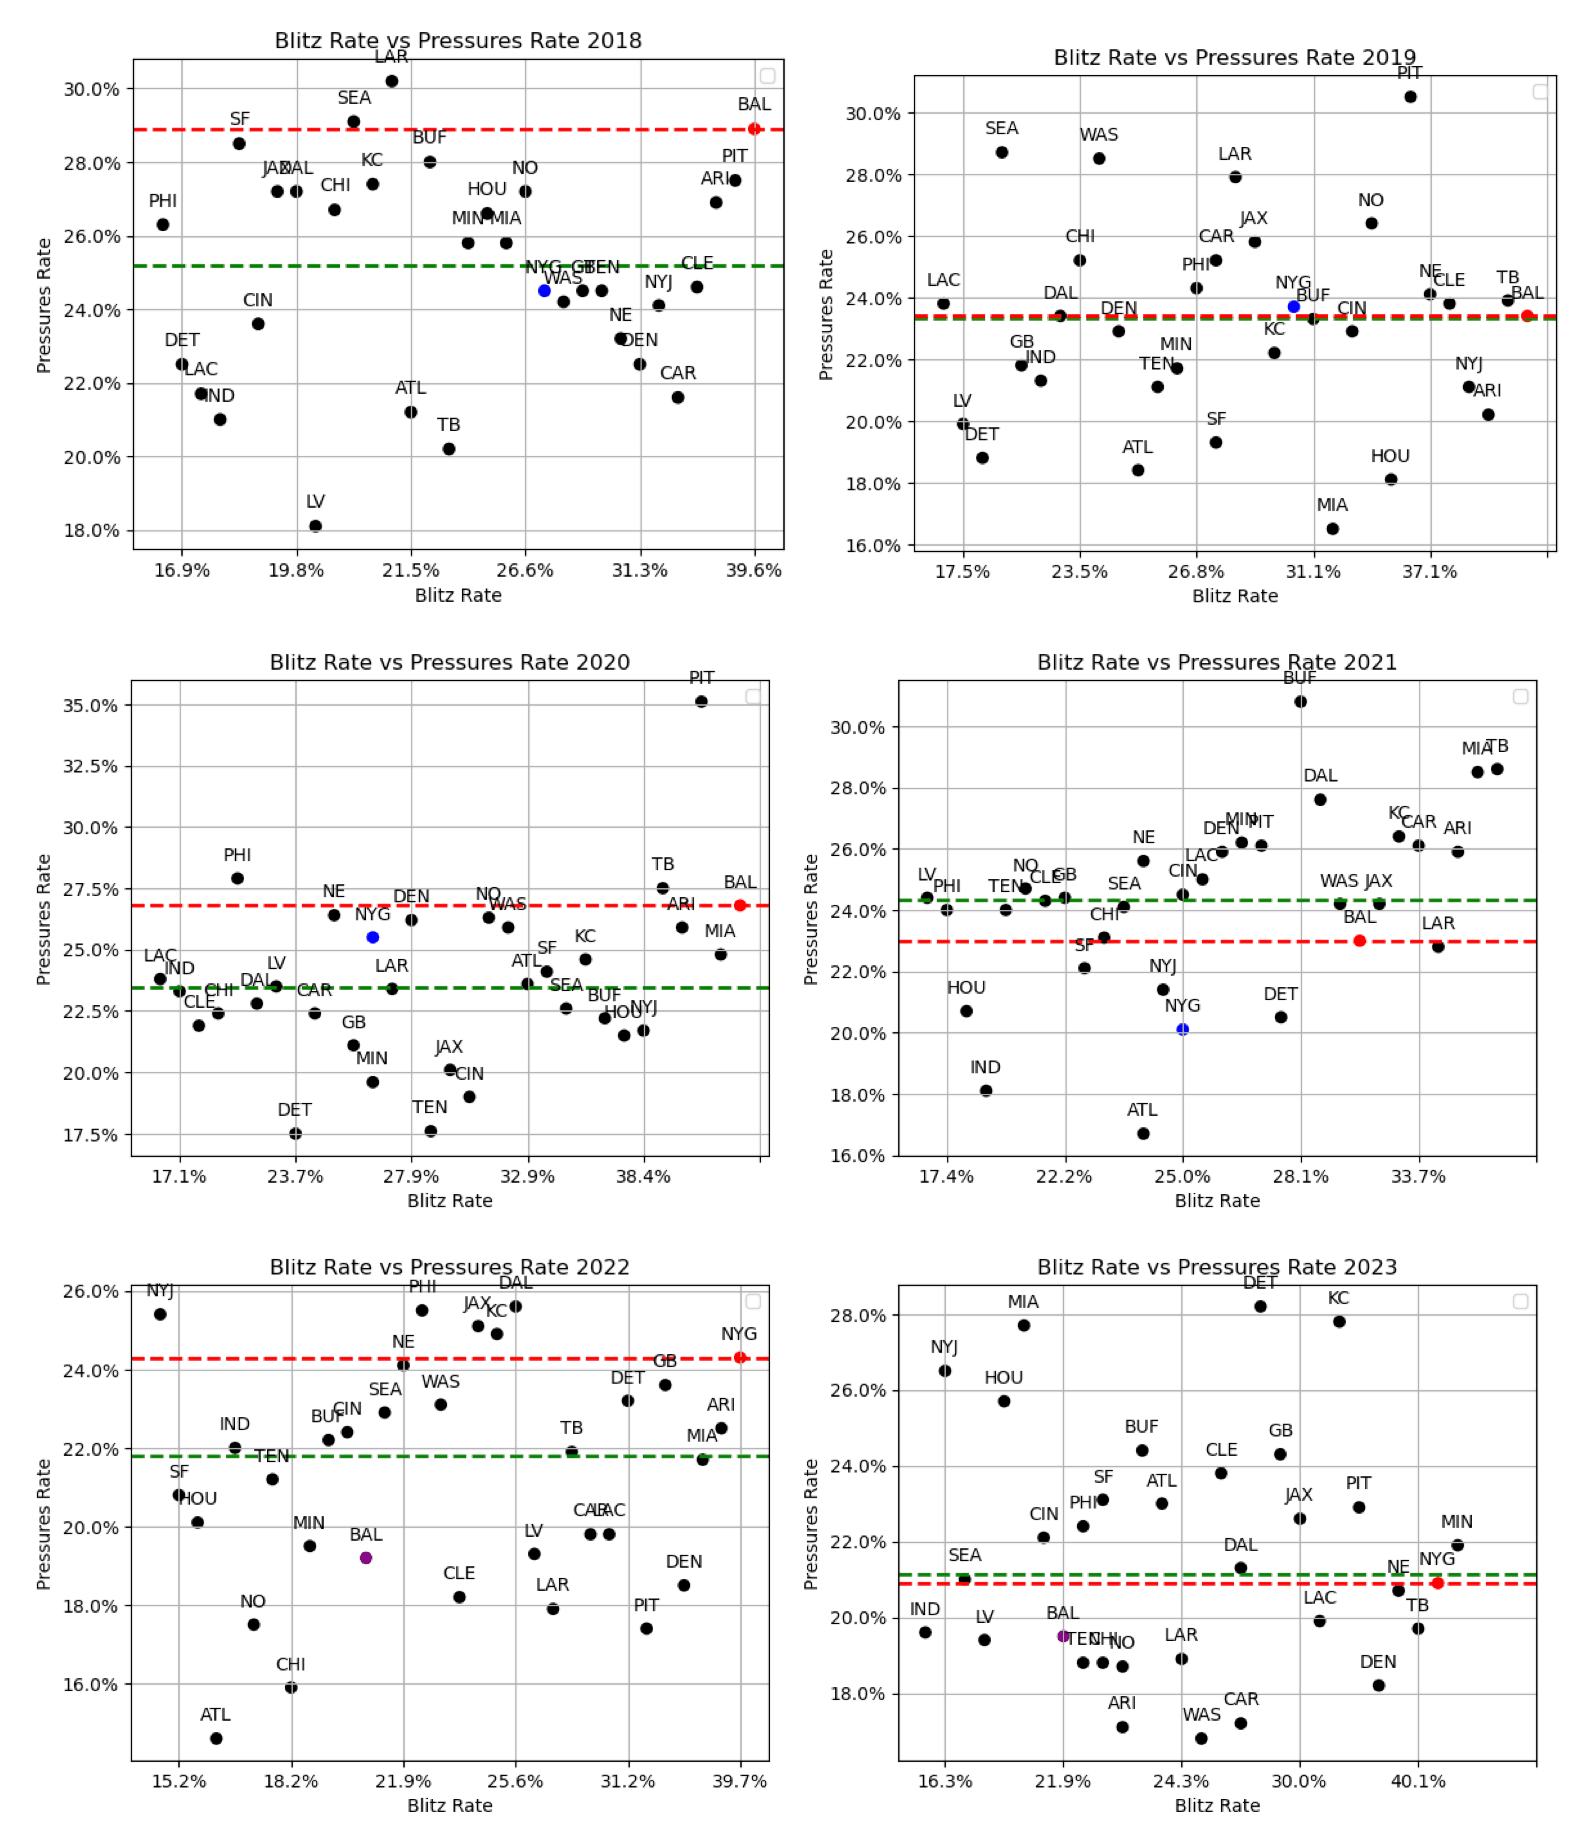 Blitz Rate vs Pressures Rate 2018
Pressures Rate
30.0%
28.0%
26.0%
24.0%
22.0%
20.0%
18.0%
LAR
SEA
BAL
SF
BUF
PIT
KC
JAX
DAL
NO
CHI
ARI
HOU
PHI
MIN
MIA
CLE
NYG
GB
TEN
WAS
NYJ
CIN
NE
DET
DEN
LAC
CAR
IND
ATL
TB
LV
16.9%
19.8%
21.5%
26.6%
31.3%
39.6%
Blitz Rate
Blitz Rate vs Pressures Rate 2019
Pressures Rate
30.0%
28.0%
26.0%
24.0%
22.0%
20.0%
18.0%
16.0%
PIT
SEA
WAS
LAR
NO
JAX
CHI
CAR
PHI
NE
LAC
NYG
CLE
TB
DAL
BUF
BAL
DEN
CIN
KC
GB
MIN
IND
TEN
NYJ
ARI
LV
SF
DET
ATL
HOU
MIA
17.5%
23.5%
26.8%
31.1%
37.1%
Blitz Rate
Blitz Rate vs Pressures Rate 2020
Pressures Rate
35.0%
32.5%
30.0%
27.5%
25.0%
22.5%
20.0%
17.5%
PIT
PHI
TB
BAL
NE
DEN
NO
WAS
ARI
NYG
MIA
KC
LAC
SF
IND
LV
LAR
ATL
DAL
CHI
CAR
SEA
CLE
BUF
HOU
NYJ
GB
MIN
JAX
CIN
DET
TEN
17.1%
23.7%
27.9%
32.9%
38.4%
Blitz Rate
Blitz Rate vs Pressures Rate 2021
Pressures Rate
30.0%
28.0%
26.0%
24.0%
22.0%
20.0%
18.0%
16.0%
BUF
MIA
TB
DAL
KC
CAR
ARI
DEN
MIN
PIT
NE
LAC
CIN
LV
PHI
TEN
NO
CLE
GB
SEA
WAS
JAX
CHI
BAL
LAR
SF
NYJ
HOU
NYG
DET
IND
ATL
17.4%
22.2%
25.0%
28.1%
33.7%
Blitz Rate
Blitz Rate vs Pressures Rate 2022
Pressures Rate
26.0%
24.0%
22.0%
20.0%
18.0%
16.0%
NYJ
PHI
DAL
JAX
KC
NYG
NE
GB
SEA
WAS
DET
BUF
CIN
ARI
IND
TB
MIA
TEN
SF
HOU
MIN
BAL
LV
CAR
LAC
CLE
LAR
DEN
NO
PIT
CHI
ATL
15.2%
18.2%
21.9%
25.6%
31.2%
39.7%
Blitz Rate
Blitz Rate vs Pressures Rate 2023
Pressures Rate
28.0%
26.0%
24.0%
22.0%
20.0%
18.0%
DET
KC
MIA
NYJ
HOU
BUF
GB
CLE
SF
ATL
PIT
PHI
JAX
CIN
MIN
DAL
SEA
NE
NYG
IND
LV
BAL
LAC
TB
TEN
CHI
NO
LAR
DEN
ARI
WAS
CAR
16.3%
21.9%
24.3%
30.0%
40.1%
Blitz Rate